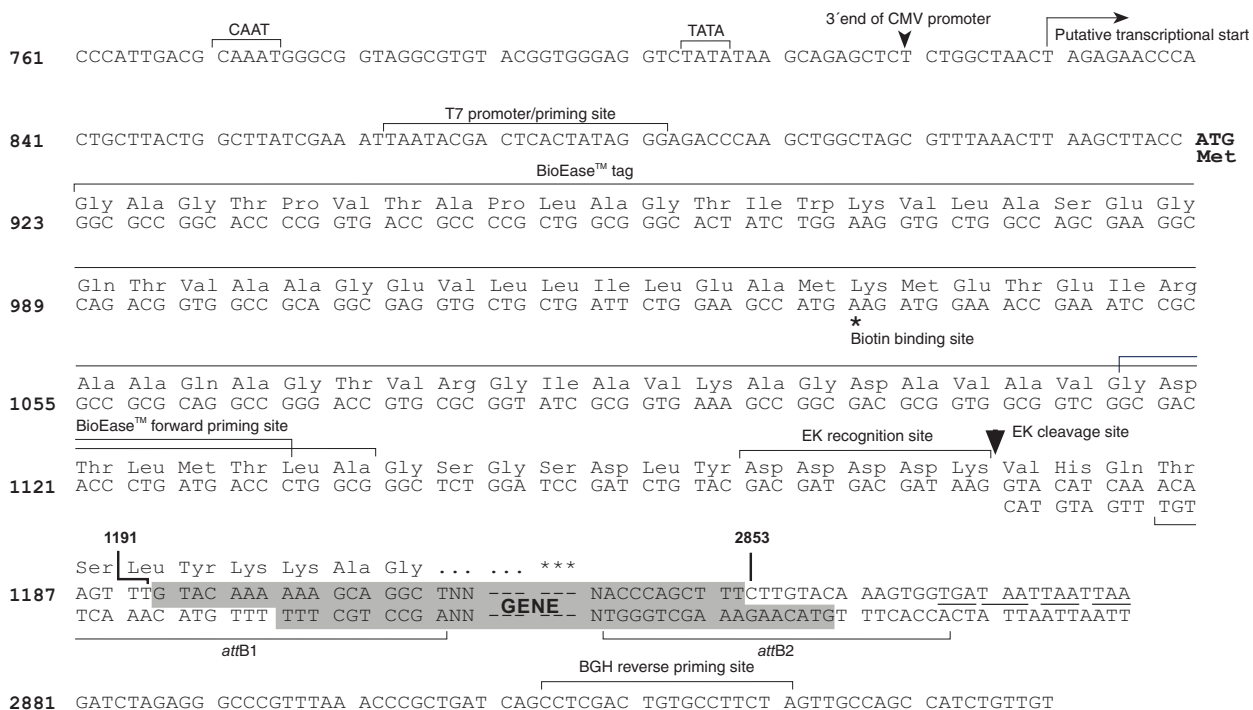 CAAT
TATA
3´end of CMV promoter
Putative transcriptional start
761 CCCATTGACG CAAATGGGCG GTAGGCGTGT ACGGTGGGAG GTCTATATAA GCAGAGCTCT CTGGCTAACT AGAGAACCCA
T7 promoter/priming site
841 CTGCTTACTG GCTTATCGAA ATTAATACGA CTCACTATAG GGAGACCCAA GCTGGCTAGC GTTTAAACTT AAGCTTACC ATG
Met
BioEase™ tag
Gly Ala Gly Thr Pro Val Thr Ala Pro Leu Ala Gly Thr Ile Trp Lys Val Leu Ala Ser Glu Gly
923 GGC GCC GGC ACC CCG GTG ACC GCC CCG CTG GCG GGC ACT ATC TGG AAG GTG CTG GCC AGC GAA GGC
Gln Thr Val Ala Ala Gly Glu Val Leu Leu Ile Leu Glu Ala Met Lys Met Glu Thr Glu Ile Arg
989 CAG ACG GTG GCC GCA GGC GAG GTG CTG CTG ATT CTG GAA GCC ATG AAG ATG GAA ACC GAA ATC CGC
*
Biotin binding site
Ala Ala Gln Ala Gly Thr Val Arg Gly Ile Ala Val Lys Ala Gly Asp Ala Val Ala Val Gly Asp
1055 GCC GCG CAG GCC GGG ACC GTG CGC GGT ATC GCG GTG AAA GCC GGC GAC GCG GTG GCG GTC GGC GAC
BioEase™ forward priming site
EK recognition site
EK cleavage site
Thr Leu Met Thr Leu Ala Gly Ser Gly Ser Asp Leu Tyr Asp Asp Asp Asp Lys Val His Gln Thr
1121 ACC CTG ATG ACC CTG GCG GGC TCT GGA TCC GAT CTG TAC GAC GAT GAC GAT AAG GTA CAT CAA ACA
CAT GTA GTT TGT
1191
2853
Ser Leu Tyr Lys Lys Ala Gly ... ... ***
1187 AGT TTG TAC AAA AAA GCA GGC TNN --- --- NACCCAGCTT TCTTGTACA AAGTGGTTGAT AATTAATTAA
TCA AAC ATG TTT TTT CGT CCG ANN --- --- NTGGGTCGAA AGAACATGT TTCACCACTA TTAATTAATT
GENE
attB1
attB2
BGH reverse priming site
2881 GATCTAGAGG GCCCGTTTAA ACCCGCTGAT CAGCCTCGAC TGTGCCTTCT AGTTGCCAGC CATCTGTTGT